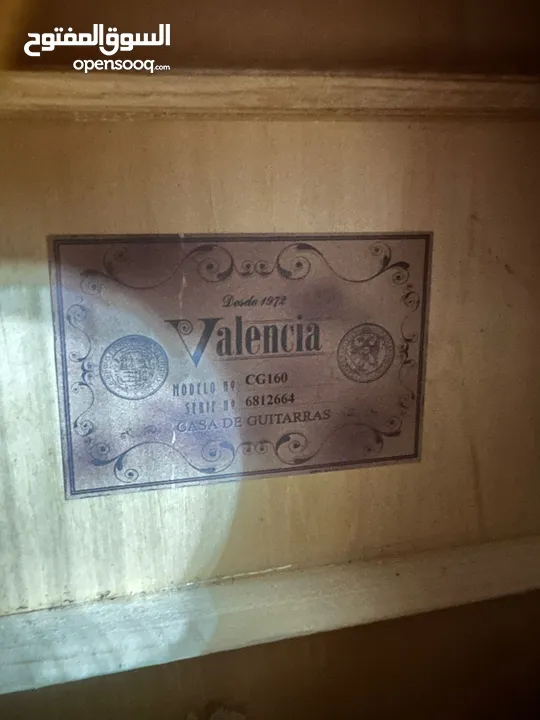 السوق المفتوح
opensooq.com
Desde 1972
Valencia
MODELO Nº CG160
SERIE Nº 6812664
CASA DE GUITARRAS